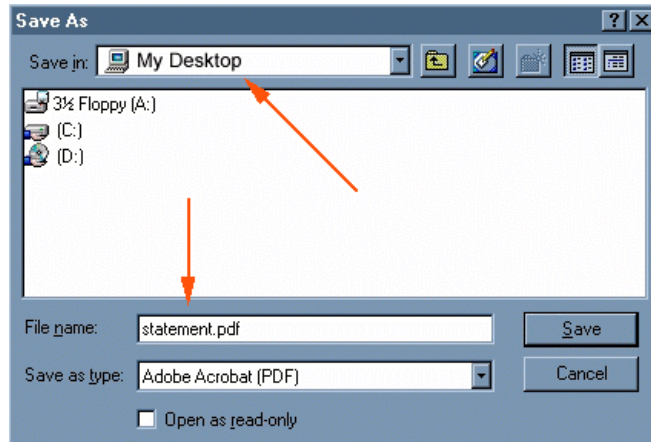 Save As
Save in: My Desktop
3½ Floppy (A:)
(C:)
(D:)
File name: statement.pdf Save
Save as type: Adobe Acrobat (PDF) Cancel
Open as read-only